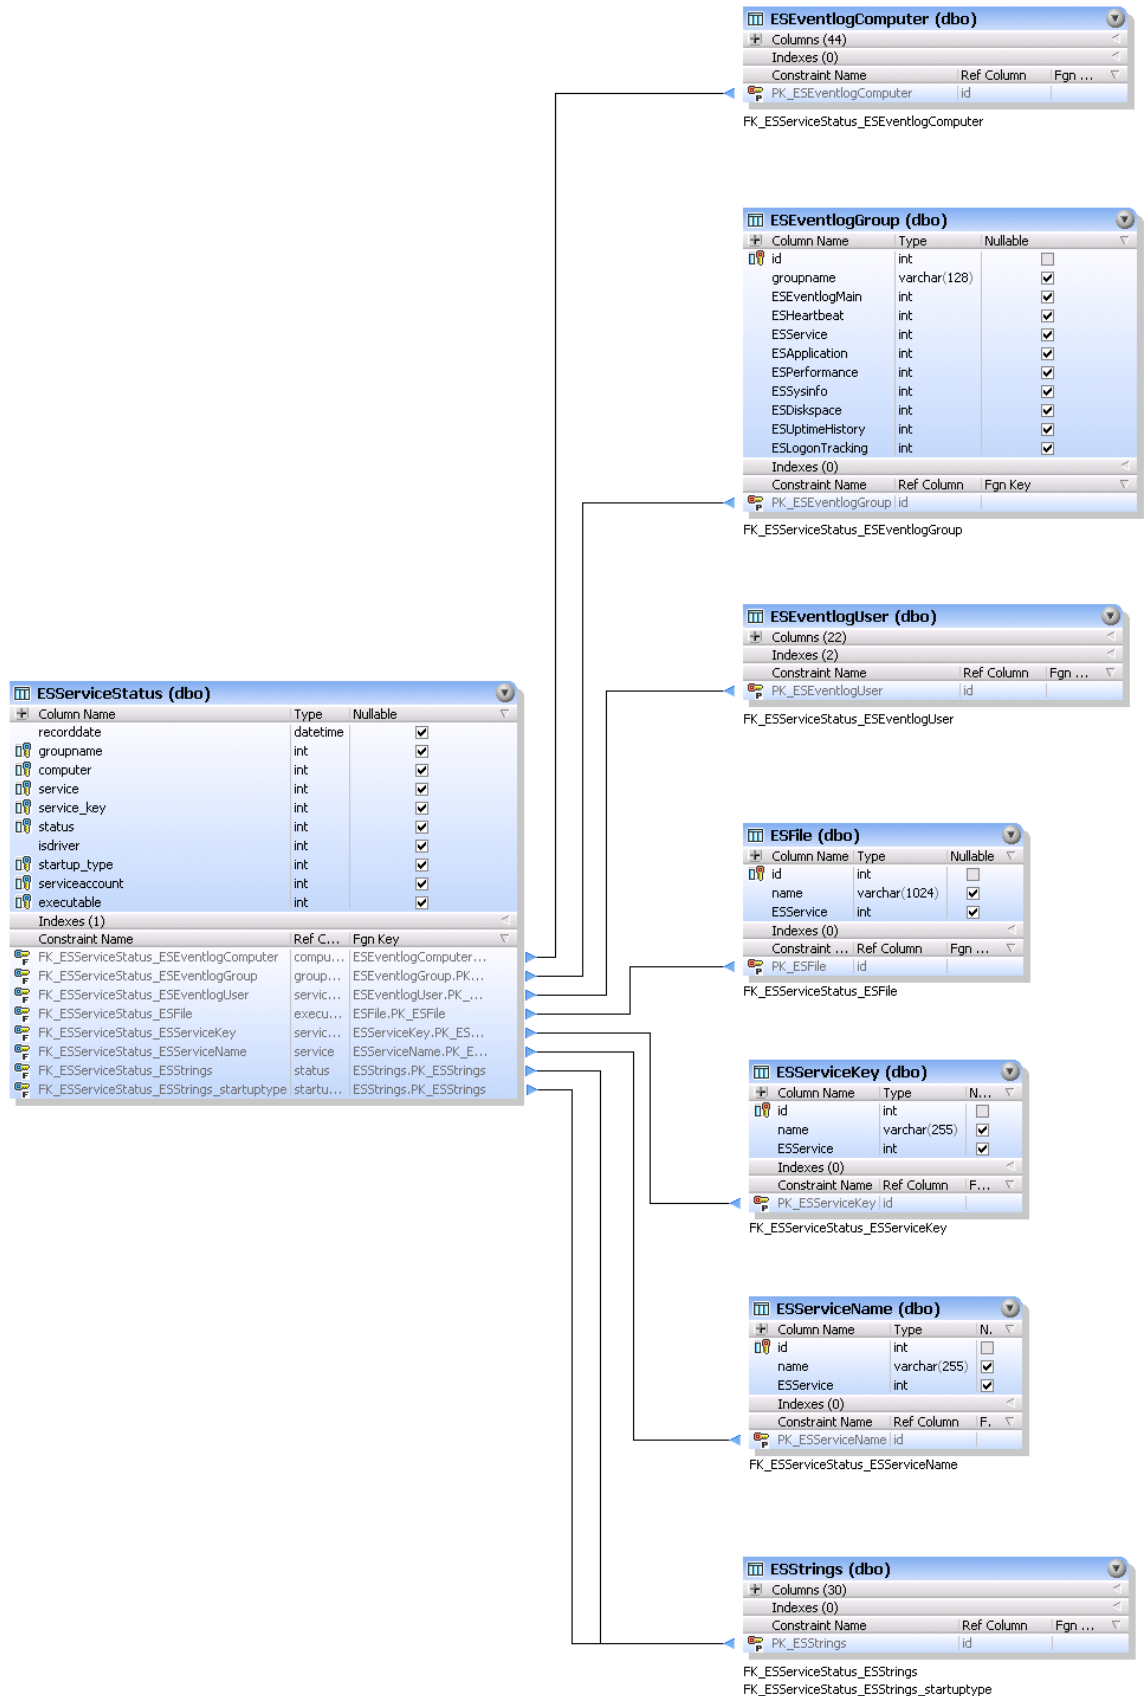 ESEventlogComputer (dbo)
Columns (44)
Indexes (0)
Constraint Name Ref Column Fgn ...
PK_ESEventlogComputer id
FK_ESServiceStatus_ESEventlogComputer
ESEventlogGroup (dbo)
Column Name Type Nullable
id int
groupname varchar(128)
ESEventlogMain int
ESHeartbeat int
ESService int
ESApplication int
ESPerformance int
ESSysinfo int
ESDiskspace int
ESUptimeHistory int
ESLogonTracking int
Indexes (0)
Constraint Name Ref Column Fgn Key
PK_ESEventlogGroup id
FK_ESServiceStatus_ESEventlogGroup
ESEventlogUser (dbo)
Columns (22)
Indexes (2)
Constraint Name Ref Column Fgn ...
PK_ESEventlogUser id
FK_ESServiceStatus_ESEventlogUser
ESServiceStatus (dbo)
Column Name Type Nullable
recorddate datetime
groupname int
computer int
service int
service_key int
status int
isdriver int
startup_type int
serviceaccount int
executable int
Indexes (1)
Constraint Name Ref C... Fgn Key
FK_ESServiceStatus_ESEventlogComputer compu... ESEventlogComputer...
FK_ESServiceStatus_ESEventlogGroup group... ESEventlogGroup.PK...
FK_ESServiceStatus_ESEventlogUser servic... ESEventlogUser.PK_...
FK_ESServiceStatus_ESFile execu... ESFile.PK_ESFile
FK_ESServiceStatus_ESServiceKey servic... ESServiceKey.PK_ES...
FK_ESServiceStatus_ESServiceName service ESServiceName.PK_E...
FK_ESServiceStatus_ESStrings status ESStrings.PK_ESStrings
FK_ESServiceStatus_ESStrings_startuptype startu... ESStrings.PK_ESStrings
ESFile (dbo)
Column Name Type Nullable
id int
name varchar(1024)
ESService int
Indexes (0)
Constraint ... Ref Column Fgn ...
PK_ESFile id
FK_ESServiceStatus_ESFile
ESServiceKey (dbo)
Column Name Type N...
id int
name varchar(255)
ESService int
Indexes (0)
Constraint Name Ref Column F...
PK_ESServiceKey id
FK_ESServiceStatus_ESServiceKey
ESServiceName (dbo)
Column Name Type N.
id int
name varchar(255)
ESService int
Indexes (0)
Constraint Name Ref Column F.
PK_ESServiceName id
FK_ESServiceStatus_ESServiceName
ESStrings (dbo)
Columns (30)
Indexes (0)
Constraint Name Ref Column Fgn ...
PK_ESStrings id
FK_ESServiceStatus_ESStrings
FK_ESServiceStatus_ESStrings_startuptype